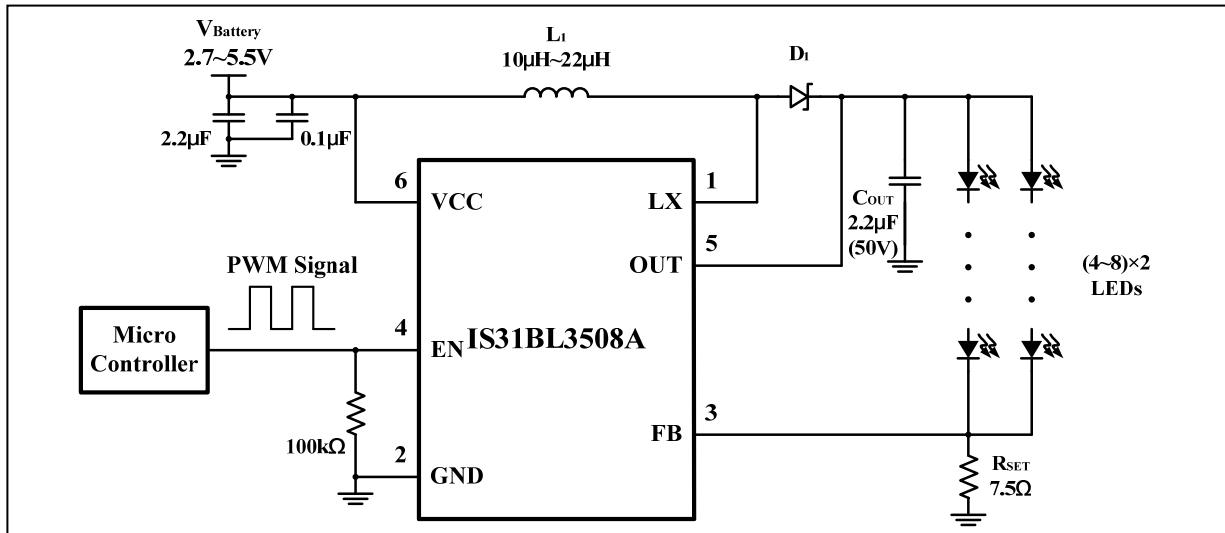 VBattery
2.7~5.5V
2.2µF
0.1µF
L1
10µH~22µH
D1
6
VCC
1
LX
5
OUT
COUT
2.2µF
(50V)
(4~8)×2
LEDs
PWM Signal
Micro
Controller
4
EN
IS31BL3508A
3
FB
100kΩ
2
GND
RSET
7.5Ω